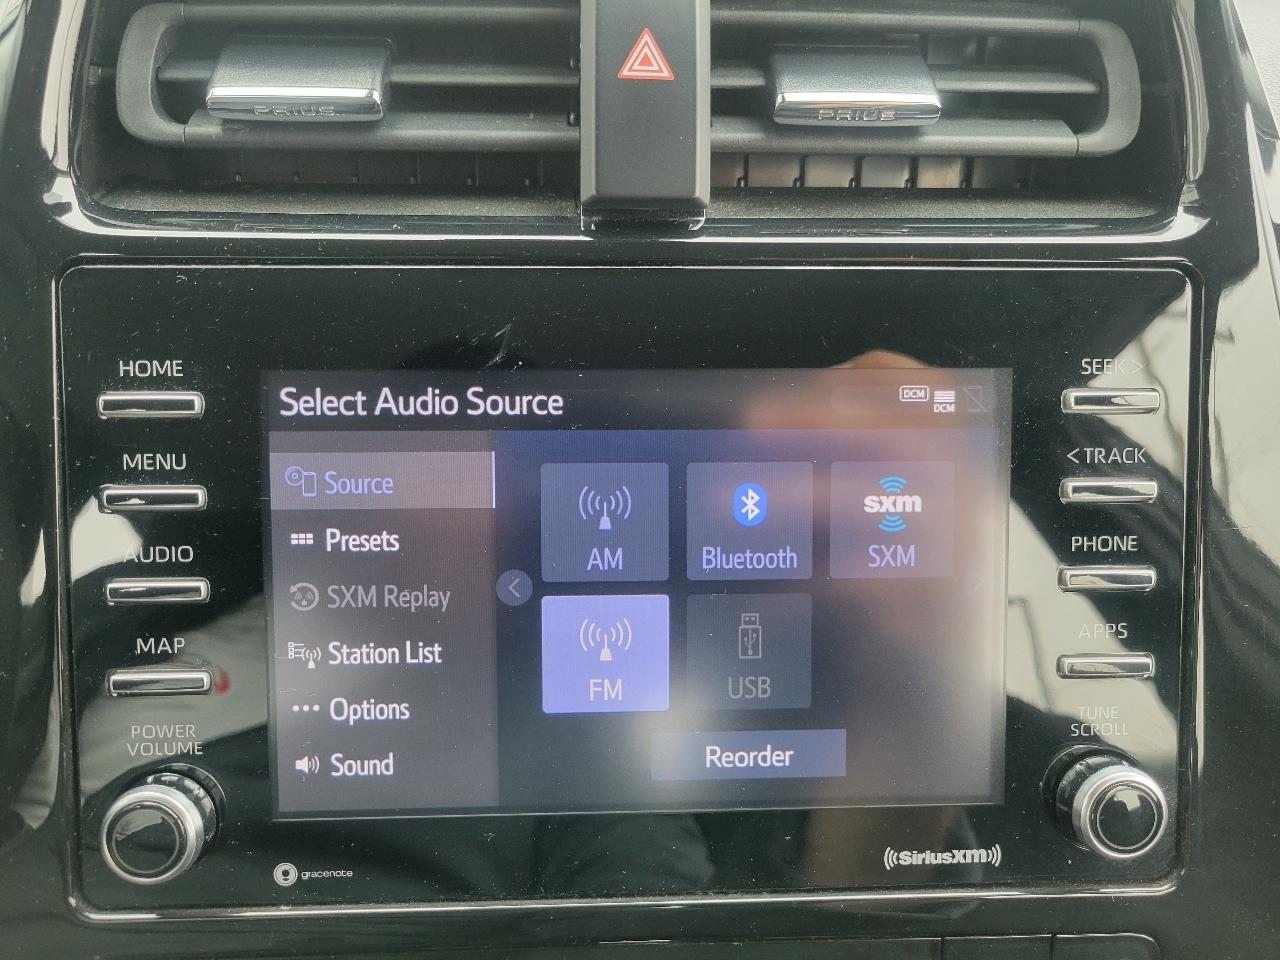 PRIUS
PRIUS
HOME
MENU
AUDIO
MAP
POWER
VOLUME
Select Audio Source
DCM
DCM
Source
Presets
SXM Replay
Station List
Options
Sound
AM
Bluetooth
sxm
SXM
FM
USB
Reorder
SEEK >
< TRACK
PHONE
APPS
TUNE
SCROLL
gracenote
SiriusXM